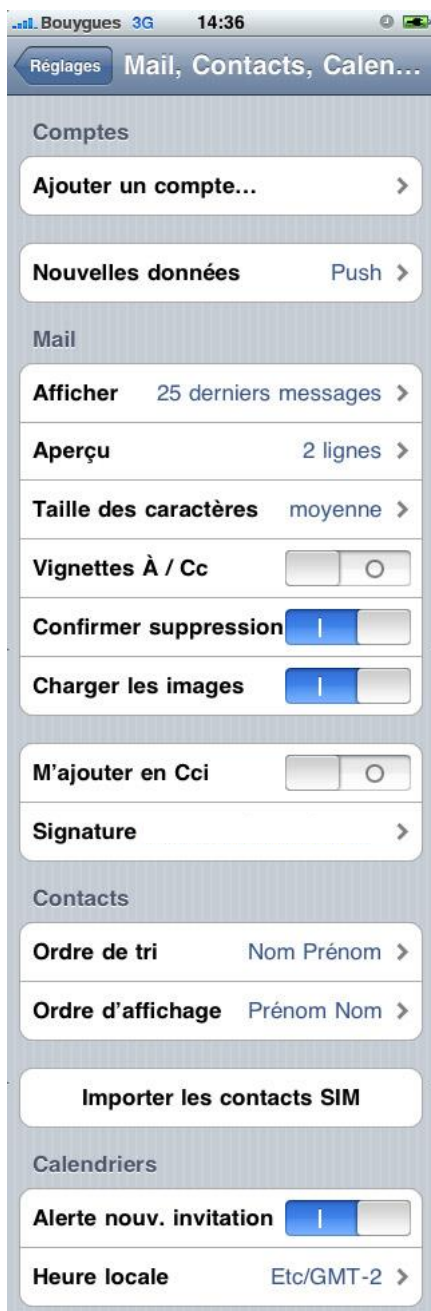 Bouygues 3G 14:36
Réglages Mail, Contacts, Calen...
Comptes
Ajouter un compte...
Nouvelles données Push
Mail
Afficher 25 derniers messages
Aperçu 2 lignes
Taille des caractères moyenne
Vignettes À / Cc
Confirmer suppression
Charger les images
M'ajouter en Cci
Signature
Contacts
Ordre de tri Nom Prénom
Ordre d'affichage Prénom Nom
Importer les contacts SIM
Calendriers
Alerte nouv. invitation
Heure locale Etc/GMT-2